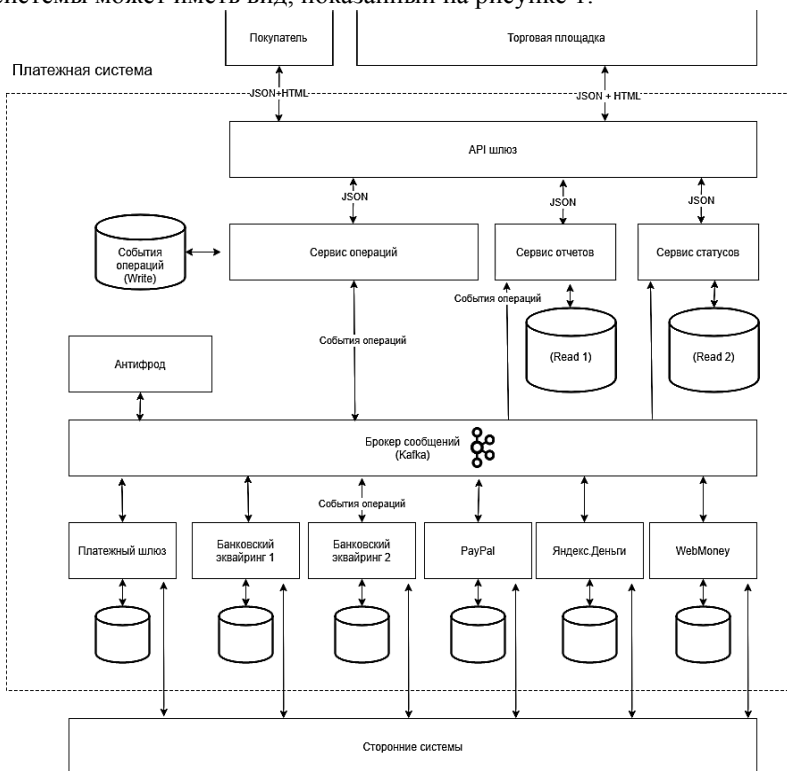 системы может иметь вид, показанный на рисунке 1.
Покупатель
Торговая площадка
Платежная система
JSON+HTML
JSON + HTML
API шлюз
JSON
JSON
JSON
События
операций
(Write)
Сервис операций
Сервис отчетов
Сервис статусов
События операций
События операций
(Read 1)
(Read 2)
Антифрод
Брокер сообщений
(Kafka)
События операций
Платежный шлюз
Банковский
эквайринг 1
Банковский
эквайринг 2
PayPal
Яндекс.Деньги
WebMoney
Сторонние системы